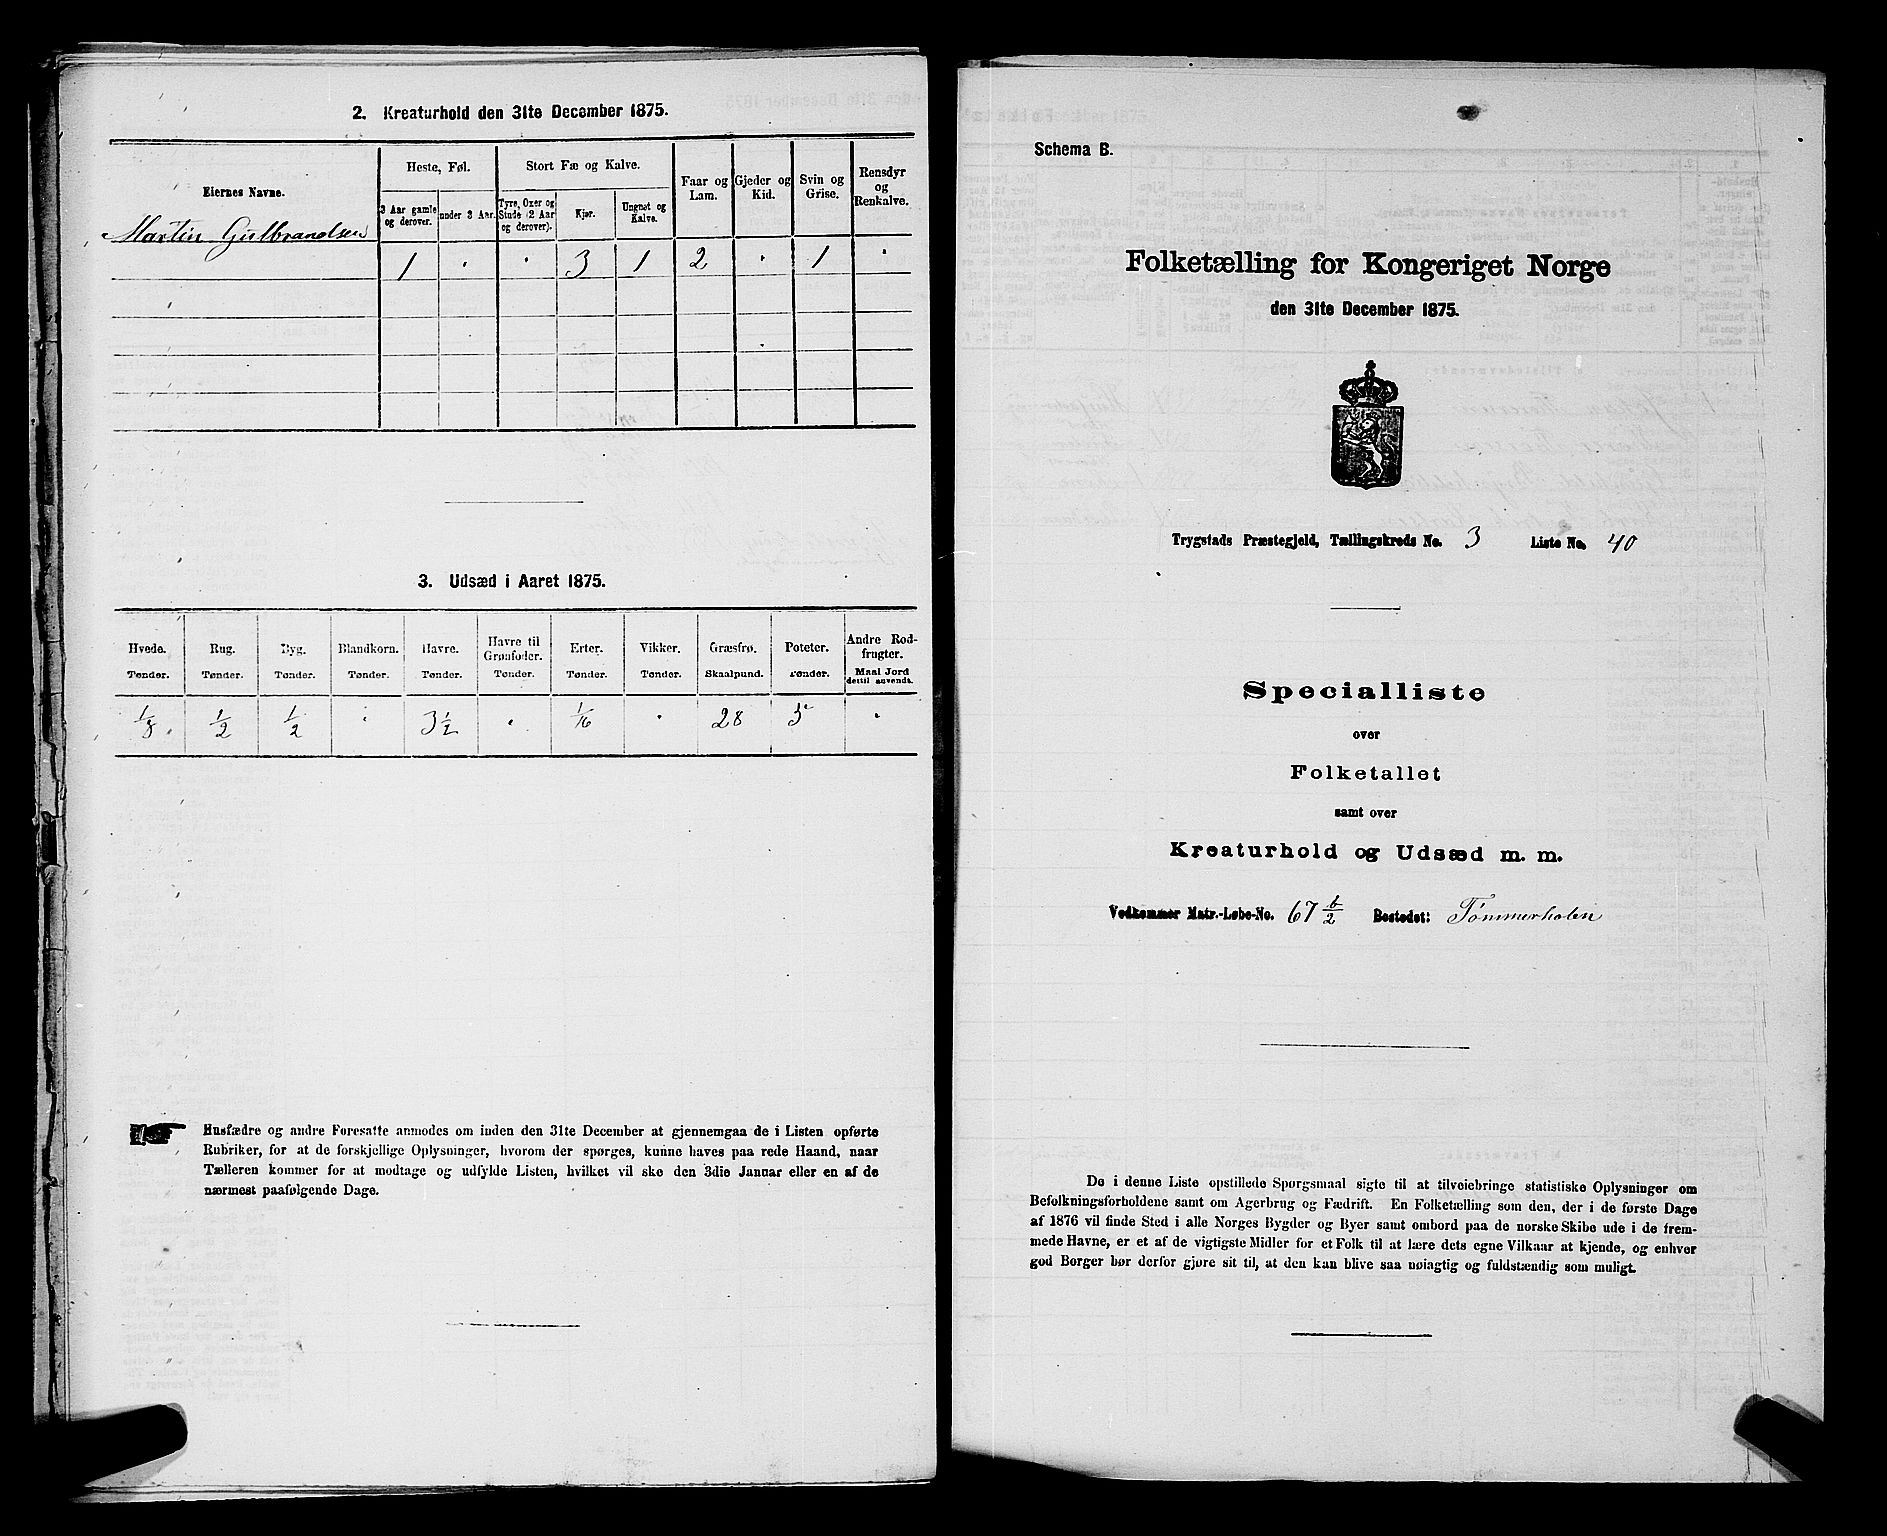 2. Kreaturhold den 31te December 1875.
Eiernes Navne.
Heste, Føl.
Stort Fæ og Kalve.
Faar og Lam.
Gjeder og Kid.
Svin og Grise.
Rensdyr og Renkalve.
3 Aar gamle og derover.
under 3 Aar.
Tyre, Oxer og Stude (2 Aar og derover).
Kjør.
Ungnøt og Kalve.
Martin Gulbrandsen
1 " " 3 1 2 " 1 "
3. Udsæd i Aaret 1875.
Hvede. Rug. Byg. Blandkorn. Havre. Havre til Grønfoder. Erter. Vikker. Græsfrø. Poteter. Andre Rodfrugter.
Tønder. Tønder. Tønder. Tønder. Tønder. Tønder. Tønder. Tønder. Skaalpund. Tønder. Maal Jord dertil anvendt.
1/8 1/2 1/2 " 3 1/2 " 1/16 " 28 5 "
Husfædre og andre Foresatte anmodes om inden den 31te December at gjennemgaa de i Listen opførte
Rubriker, for at de forskjellige Oplysninger, hvorom der spørges, kunne haves paa rede Haand, naar
Tælleren kommer for at modtage og udfylde Listen, hvilket vil ske den 3die Januar eller en af de
nærmest paafølgende Dage.
Schema B.
Folketælling for Kongeriget Norge
den 31te December 1875.
Trygstads Præstegjeld, Tællingskreds No. 3 Liste No. 40
Specialliste
over
Folketallet
samt over
Kreaturhold og Udsæd m. m.
Vedkommer Matr.-Løbe-No. 67 b/2 Bostedet: Tömmerholen
De i denne Liste opstillede Spørgsmaal sigte til at tilveiebringe statistiske Oplysninger om
Befolkningsforholdene samt om Agerbrug og Fædrift. En Folketælling som den, der i de første Dage
af 1876 vil finde Sted i alle Norges Bygder og Byer samt ombord paa de norske Skibe ude i de frem-
mede Havne, er et af de vigtigste Midler for et Folk til at lære dets egne Vilkaar at kjende, og enhver
god Borger bør derfor gjøre sit til, at den kan blive saa nøiagtig og fuldstændig som muligt.